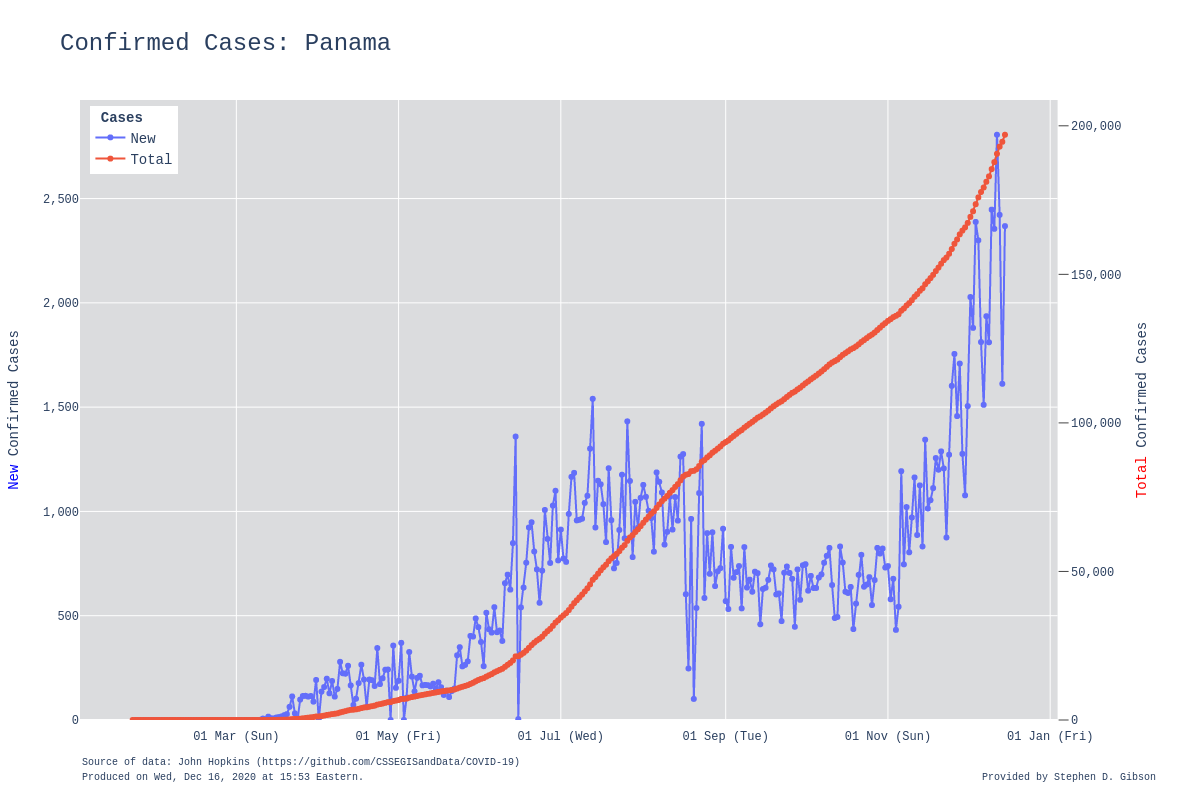 Confirmed Cases: Panama
Cases
New
Total
2,500
2,000
1,500
1,000
500
0
New Confirmed Cases
200,000
150,000
100,000
50,000
0
Total Confirmed Cases
01 Mar (Sun) 01 May (Fri) 01 Jul (Wed) 01 Sep (Tue) 01 Nov (Sun) 01 Jan (Fri)
Source of data: John Hopkins (https://github.com/CSSEGISandData/COVID-19)
Produced on Wed, Dec 16, 2020 at 15:53 Eastern.
Provided by Stephen D. Gibson